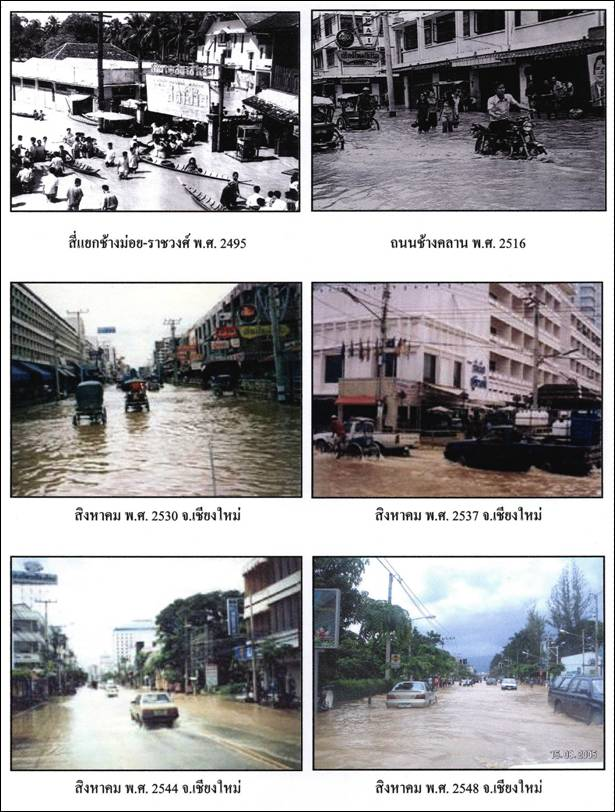 สี่แยกช้างม่อย-ราชวงศ์ พ.ศ. 2495
ถนนช้างคลาน พ.ศ. 2516
สิงหาคม พ.ศ. 2530 จ.เชียงใหม่
สิงหาคม พ.ศ. 2537 จ.เชียงใหม่
สิงหาคม พ.ศ. 2544 จ.เชียงใหม่
สิงหาคม พ.ศ. 2548 จ.เชียงใหม่